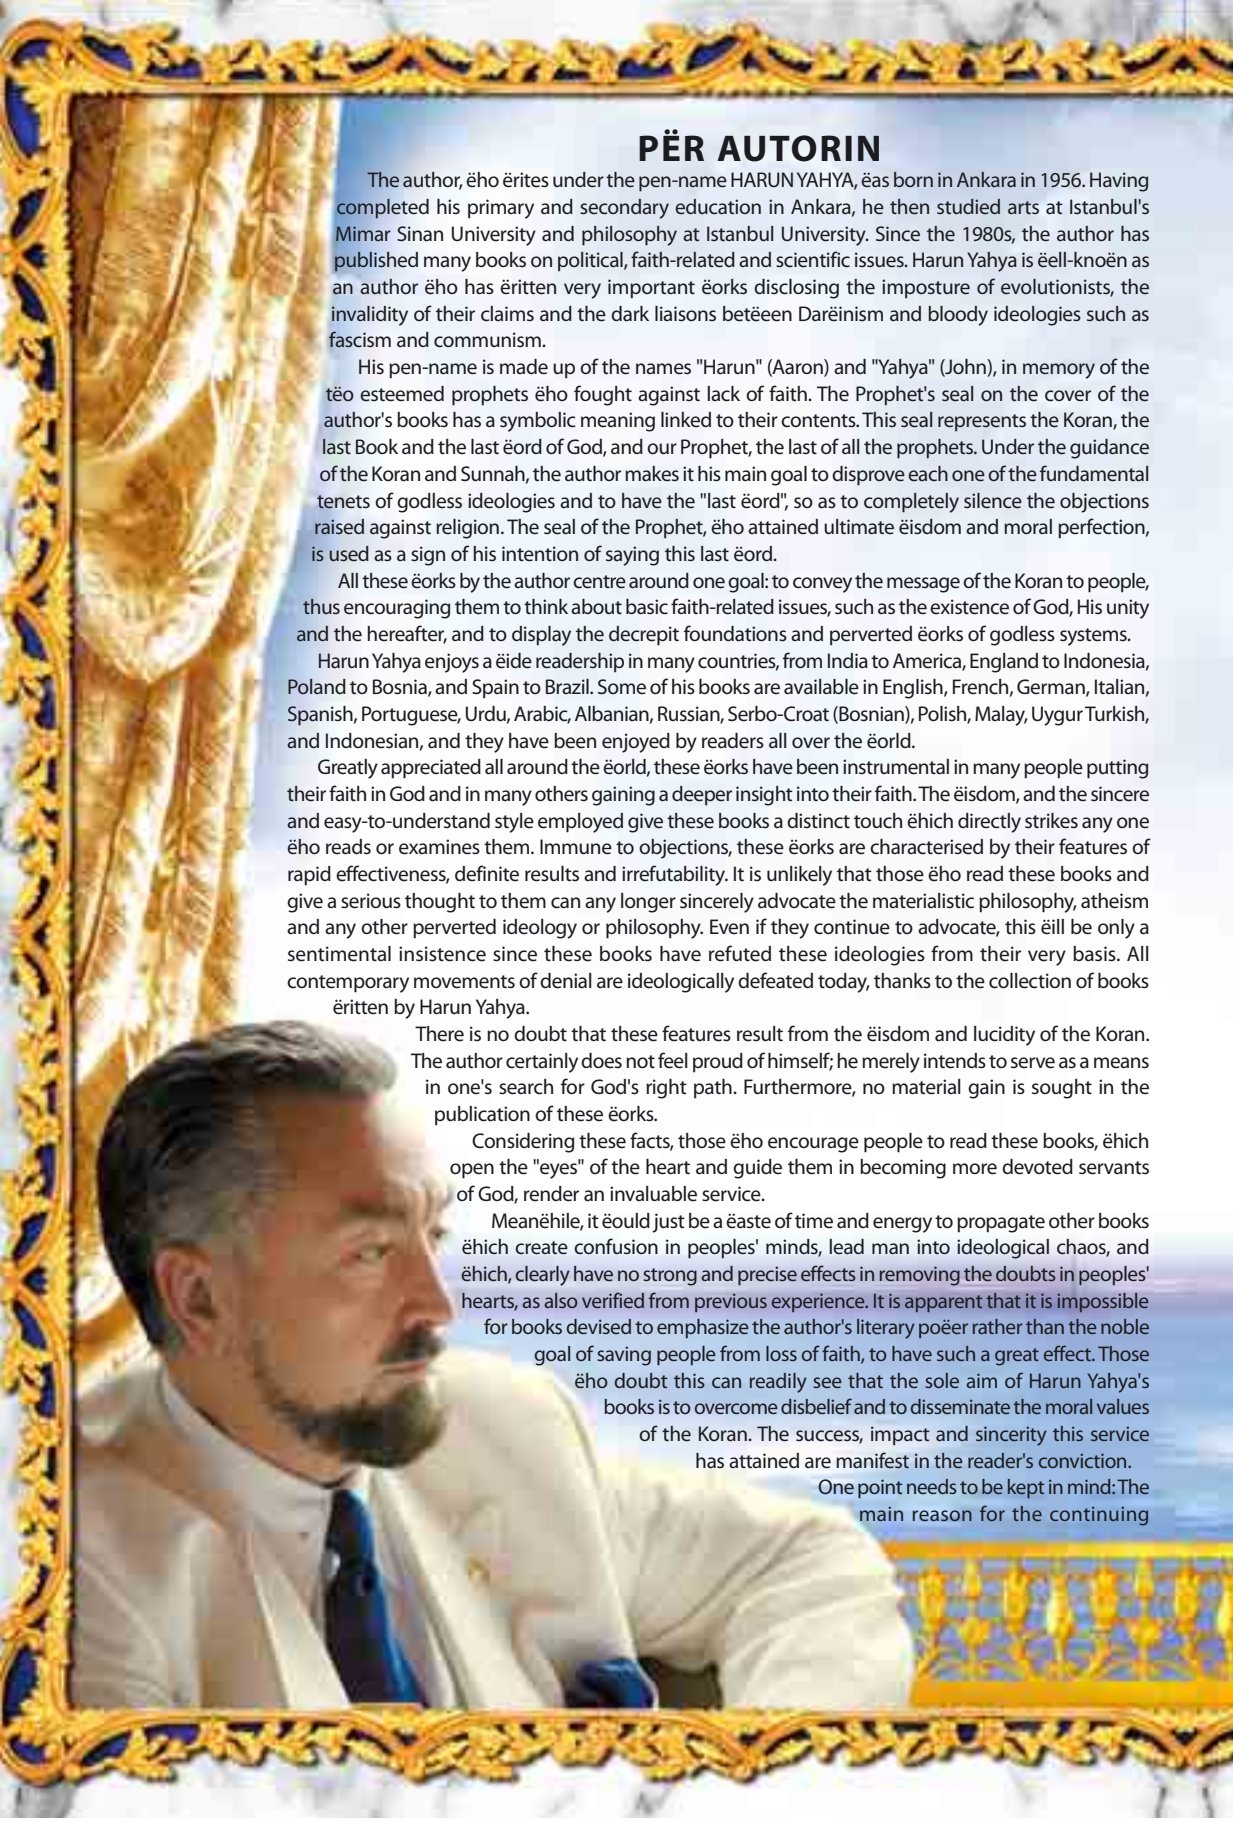 PËR AUTORIN
The author, ëho ërites under the pen-name HARUN YAHYA, ëas born in Ankara in 1956. Having
completed his primary and secondary education in Ankara, he then studied arts at Istanbul's
Mimar Sinan University and philosophy at Istanbul University. Since the 1980s, the author has
published many books on political, faith-related and scientific issues. Harun Yahya is ëell-knoën as
an author ëho has ëritten very important ëorks disclosing the imposture of evolutionists, the
invalidity of their claims and the dark liaisons betëeen Darëinism and bloody ideologies such as
fascism and communism.
His pen-name is made up of the names "Harun" (Aaron) and "Yahya" (John), in memory of the
tëo esteemed prophets ëho fought against lack of faith. The Prophet's seal on the cover of the
author's books has a symbolic meaning linked to their contents. This seal represents the Koran, the
last Book and the last ëord of God, and our Prophet, the last of all the prophets. Under the guidance
of the Koran and Sunnah, the author makes it his main goal to disprove each one of the fundamental
tenets of godless ideologies and to have the "last ëord", so as to completely silence the objections
raised against religion. The seal of the Prophet, ëho attained ultimate ëisdom and moral perfection,
is used as a sign of his intention of saying this last ëord.
All these ëorks by the author centre around one goal: to convey the message of the Koran to people,
thus encouraging them to think about basic faith-related issues, such as the existence of God, His unity
and the hereafter, and to display the decrepit foundations and perverted ëorks of godless systems.
Harun Yahya enjoys a ëide readership in many countries, from India to America, England to Indonesia,
Poland to Bosnia, and Spain to Brazil. Some of his books are available in English, French, German, Italian,
Spanish, Portuguese, Urdu, Arabic, Albanian, Russian, Serbo-Croat (Bosnian), Polish, Malay, Uygur Turkish,
and Indonesian, and they have been enjoyed by readers all over the ëorld.
Greatly appreciated all around the ëorld, these ëorks have been instrumental in many people putting
their faith in God and in many others gaining a deeper insight into their faith. The ëisdom, and the sincere
and easy-to-understand style employed give these books a distinct touch ëhich directly strikes any one
ëho reads or examines them. Immune to objections, these ëorks are characterised by their features of
rapid effectiveness, definite results and irrefutability. It is unlikely that those ëho read these books and
give a serious thought to them can any longer sincerely advocate the materialistic philosophy, atheism
and any other perverted ideology or philosophy. Even if they continue to advocate, this ëill be only a
sentimental insistence since these books have refuted these ideologies from their very basis. All
contemporary movements of denial are ideologically defeated today, thanks to the collection of books
ëritten by Harun Yahya.
There is no doubt that these features result from the ëisdom and lucidity of the Koran.
The author certainly does not feel proud of himself; he merely intends to serve as a means
in one's search for God's right path. Furthermore, no material gain is sought in the
publication of these ëorks.
Considering these facts, those ëho encourage people to read these books, ëhich
open the "eyes" of the heart and guide them in becoming more devoted servants
of God, render an invaluable service.
Meanëhile, it ëould just be a ëaste of time and energy to propagate other books
ëhich create confusion in peoples' minds, lead man into ideological chaos, and
ëhich, clearly have no strong and precise effects in removing the doubts in peoples'
hearts, as also verified from previous experience. It is apparent that it is impossible
for books devised to emphasize the author's literary poëer rather than the noble
goal of saving people from loss of faith, to have such a great effect. Those
ëho doubt this can readily see that the sole aim of Harun Yahya's
books is to overcome disbelief and to disseminate the moral values
of the Koran. The success, impact and sincerity this service
has attained are manifest in the reader's conviction.
One point needs to be kept in mind: The
main reason for the continuing